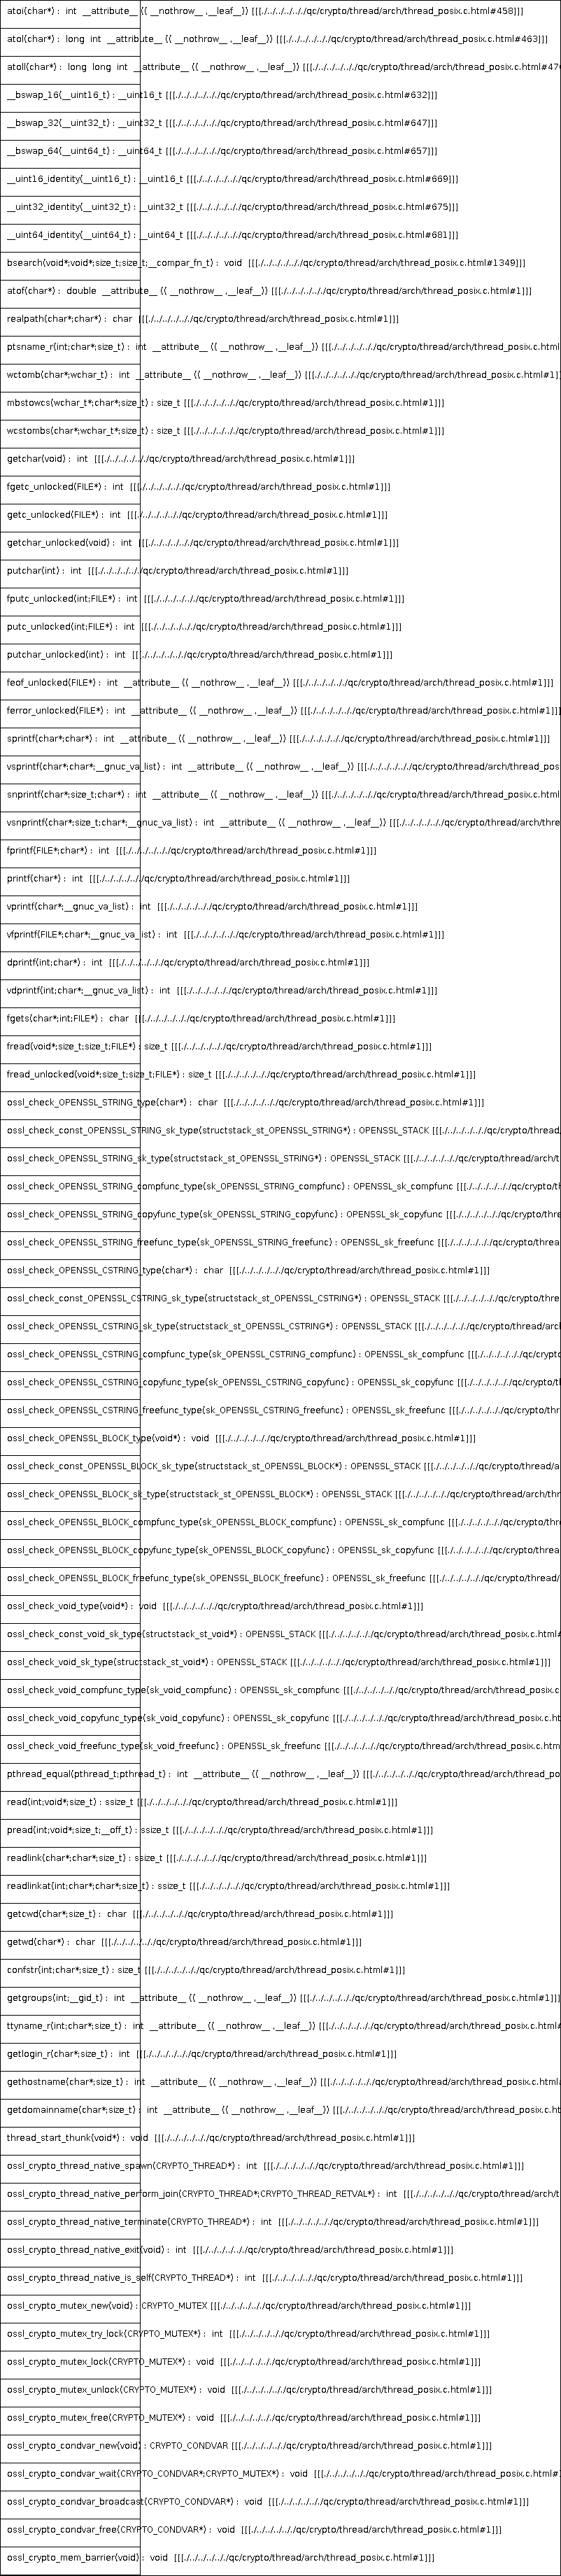 atoi(char*) : int __attribute__ (( __nothrow__ ,__leaf__)) [[[./../../../../qc/crypto/thread/arch/thread_posix.c.html#458]]]
atol(char*) : long int __attribute__ (( __nothrow__ ,__leaf__)) [[[./../../../../qc/crypto/thread/arch/thread_posix.c.html#463]]]
atoll(char*) : long long int __attribute__ (( __nothrow__ ,__leaf__)) [[[./../../../../qc/crypto/thread/arch/thread_posix.c.html#47
__bswap_16(__uint16_t) : __uint16_t [[[./../../../../qc/crypto/thread/arch/thread_posix.c.html#632]]]
__bswap_32(__uint32_t) : __uint32_t [[[./../../../../qc/crypto/thread/arch/thread_posix.c.html#647]]]
__bswap_64(__uint64_t) : __uint64_t [[[./../../../../qc/crypto/thread/arch/thread_posix.c.html#657]]]
__uint16_identity(__uint16_t) : __uint16_t [[[./../../../../qc/crypto/thread/arch/thread_posix.c.html#669]]]
__uint32_identity(__uint32_t) : __uint32_t [[[./../../../../qc/crypto/thread/arch/thread_posix.c.html#675]]]
__uint64_identity(__uint64_t) : __uint64_t [[[./../../../../qc/crypto/thread/arch/thread_posix.c.html#681]]]
bsearch(void*;void*;size_t;size_t;__compar_fn_t) : void [[[./../../../../qc/crypto/thread/arch/thread_posix.c.html#1349]]]
atof(char*) : double __attribute__ (( __nothrow__ ,__leaf__)) [[[./../../../../qc/crypto/thread/arch/thread_posix.c.html#1]]]
realpath(char*;char*) : char [[[./../../../../qc/crypto/thread/arch/thread_posix.c.html#1]]]
ptsname_r(int;char*;size_t) : int __attribute__ (( __nothrow__ ,__leaf__)) [[[./../../../../qc/crypto/thread/arch/thread_posix.c.html
wctomb(char*;wchar_t) : int __attribute__ (( __nothrow__ ,__leaf__)) [[[./../../../../qc/crypto/thread/arch/thread_posix.c.html#1]]
mbstowcs(wchar_t*;char*;size_t) : size_t [[[./../../../../qc/crypto/thread/arch/thread_posix.c.html#1]]]
wcstombs(char*;wchar_t*;size_t) : size_t [[[./../../../../qc/crypto/thread/arch/thread_posix.c.html#1]]]
getchar(void) : int [[[./../../../../qc/crypto/thread/arch/thread_posix.c.html#1]]]
fgetc_unlocked(FILE*) : int [[[./../../../../qc/crypto/thread/arch/thread_posix.c.html#1]]]
getc_unlocked(FILE*) : int [[[./../../../../qc/crypto/thread/arch/thread_posix.c.html#1]]]
getchar_unlocked(void) : int [[[./../../../../qc/crypto/thread/arch/thread_posix.c.html#1]]]
putchar(int) : int [[[./../../../../qc/crypto/thread/arch/thread_posix.c.html#1]]]
fputc_unlocked(int;FILE*) : int [[[./../../../../qc/crypto/thread/arch/thread_posix.c.html#1]]]
putc_unlocked(int;FILE*) : int [[[./../../../../qc/crypto/thread/arch/thread_posix.c.html#1]]]
putchar_unlocked(int) : int [[[./../../../../qc/crypto/thread/arch/thread_posix.c.html#1]]]
feof_unlocked(FILE*) : int __attribute__ (( __nothrow__ ,__leaf__)) [[[./../../../../qc/crypto/thread/arch/thread_posix.c.html#1]]]
ferror_unlocked(FILE*) : int __attribute__ (( __nothrow__ ,__leaf__)) [[[./../../../../qc/crypto/thread/arch/thread_posix.c.html#1]]]
sprintf(char*;char*) : int __attribute__ (( __nothrow__ ,__leaf__)) [[[./../../../../qc/crypto/thread/arch/thread_posix.c.html#1]]]
vsprintf(char*;char*;__gnuc_va_list) : int __attribute__ (( __nothrow__ ,__leaf__)) [[[./../../../../qc/crypto/thread/arch/thread_pos
snprintf(char*;size_t;char*) : int __attribute__ (( __nothrow__ ,__leaf__)) [[[./../../../../qc/crypto/thread/arch/thread_posix.c.html
vsnprintf(char*;size_t;char*;__gnuc_va_list) : int __attribute__ (( __nothrow__ ,__leaf__)) [[[./../../../../qc/crypto/thread/arch/thre
fprintf(FILE*;char*) : int [[[./../../../../qc/crypto/thread/arch/thread_posix.c.html#1]]]
printf(char*) : int [[[./../../../../qc/crypto/thread/arch/thread_posix.c.html#1]]]
vprintf(char*;__gnuc_va_list) : int [[[./../../../../qc/crypto/thread/arch/thread_posix.c.html#1]]]
vfprintf(FILE*;char*;__gnuc_va_list) : int [[[./../../../../qc/crypto/thread/arch/thread_posix.c.html#1]]]
dprintf(int;char*) : int [[[./../../../../qc/crypto/thread/arch/thread_posix.c.html#1]]]
vdprintf(int;char*;__gnuc_va_list) : int [[[./../../../../qc/crypto/thread/arch/thread_posix.c.html#1]]]
fgets(char*;int;FILE*) : char [[[./../../../../qc/crypto/thread/arch/thread_posix.c.html#1]]]
fread(void*;size_t;size_t;FILE*) : size_t [[[./../../../../qc/crypto/thread/arch/thread_posix.c.html#1]]]
fread_unlocked(void*;size_t;size_t;FILE*) : size_t [[[./../../../../qc/crypto/thread/arch/thread_posix.c.html#1]]]
ossl_check_OPENSSL_STRING_type(char*) : char [[[./../../../../qc/crypto/thread/arch/thread_posix.c.html#1]]]
ossl_check_const_OPENSSL_STRING_sk_type(structstack_st_OPENSSL_STRING*) : OPENSSL_STACK [[[./../../../../qc/crypto/thread
ossl_check_OPENSSL_STRING_sk_type(structstack_st_OPENSSL_STRING*) : OPENSSL_STACK [[[./../../../../qc/crypto/thread/arch/t
ossl_check_OPENSSL_STRING_compfunc_type(sk_OPENSSL_STRING_compfunc) : OPENSSL_sk_compfunc [[[./../../../../qc/crypto/t
ossl_check_OPENSSL_STRING_copyfunc_type(sk_OPENSSL_STRING_copyfunc) : OPENSSL_sk_copyfunc [[[./../../../../qc/crypto/thre
ossl_check_OPENSSL_STRING_freefunc_type(sk_OPENSSL_STRING_freefunc) : OPENSSL_sk_freefunc [[[./../../../../qc/crypto/threa
ossl_check_OPENSSL_CSTRING_type(char*) : char [[[./../../../../qc/crypto/thread/arch/thread_posix.c.html#1]]]
ossl_check_const_OPENSSL_CSTRING_sk_type(structstack_st_OPENSSL_CSTRING*) : OPENSSL_STACK [[[./../../../../qc/crypto/thre
ossl_check_OPENSSL_CSTRING_sk_type(structstack_st_OPENSSL_CSTRING*) : OPENSSL_STACK [[[./../../../../qc/crypto/thread/arc
ossl_check_OPENSSL_CSTRING_compfunc_type(sk_OPENSSL_CSTRING_compfunc) : OPENSSL_sk_compfunc [[[./../../../../qc/crypto
ossl_check_OPENSSL_CSTRING_copyfunc_type(sk_OPENSSL_CSTRING_copyfunc) : OPENSSL_sk_copyfunc [[[./../../../../qc/crypto/t
ossl_check_OPENSSL_CSTRING_freefunc_type(sk_OPENSSL_CSTRING_freefunc) : OPENSSL_sk_freefunc [[[./../../../../qc/crypto/thr
ossl_check_OPENSSL_BLOCK_type(void*) : void [[[./../../../../qc/crypto/thread/arch/thread_posix.c.html#1]]]
ossl_check_const_OPENSSL_BLOCK_sk_type(structstack_st_OPENSSL_BLOCK*) : OPENSSL_STACK [[[./../../../../qc/crypto/thread/a
ossl_check_OPENSSL_BLOCK_sk_type(structstack_st_OPENSSL_BLOCK*) : OPENSSL_STACK [[[./../../../../qc/crypto/thread/arch/thr
ossl_check_OPENSSL_BLOCK_compfunc_type(sk_OPENSSL_BLOCK_compfunc) : OPENSSL_sk_compfunc [[[./../../../../qc/crypto/thr
ossl_check_OPENSSL_BLOCK_copyfunc_type(sk_OPENSSL_BLOCK_copyfunc) : OPENSSL_sk_copyfunc [[[./../../../../qc/crypto/threa
ossl_check_OPENSSL_BLOCK_freefunc_type(sk_OPENSSL_BLOCK_freefunc) : OPENSSL_sk_freefunc [[[./../../../../qc/crypto/thread/
ossl_check_void_type(void*) : void [[[./../../../../qc/crypto/thread/arch/thread_posix.c.html#1]]]
ossl_check_const_void_sk_type(structstack_st_void*) : OPENSSL_STACK [[[./../../../../qc/crypto/thread/arch/thread_posix.c.html#
ossl_check_void_sk_type(structstack_st_void*) : OPENSSL_STACK [[[./../../../../qc/crypto/thread/arch/thread_posix.c.html#1]]]
ossl_check_void_compfunc_type(sk_void_compfunc) : OPENSSL_sk_compfunc [[[./../../../../qc/crypto/thread/arch/thread_posix.c
ossl_check_void_copyfunc_type(sk_void_copyfunc) : OPENSSL_sk_copyfunc [[[./../../../../qc/crypto/thread/arch/thread_posix.c.ht
ossl_check_void_freefunc_type(sk_void_freefunc) : OPENSSL_sk_freefunc [[[./../../../../qc/crypto/thread/arch/thread_posix.c.htm
pthread_equal(pthread_t;pthread_t) : int __attribute__ (( __nothrow__ ,__leaf__)) [[[./../../../../qc/crypto/thread/arch/thread_po
read(int;void*;size_t) : ssize_t [[[./../../../../qc/crypto/thread/arch/thread_posix.c.html#1]]]
pread(int;void*;size_t;__off_t) : ssize_t [[[./../../../../qc/crypto/thread/arch/thread_posix.c.html#1]]]
readlink(char*;char*;size_t) : ssize_t [[[./../../../../qc/crypto/thread/arch/thread_posix.c.html#1]]]
readlinkat(int;char*;char*;size_t) : ssize_t [[[./../../../../qc/crypto/thread/arch/thread_posix.c.html#1]]]
getcwd(char*;size_t) : char [[[./../../../../qc/crypto/thread/arch/thread_posix.c.html#1]]]
getwd(char*) : char [[[./../../../../qc/crypto/thread/arch/thread_posix.c.html#1]]]
confstr(int;char*;size_t) : size_t [[[./../../../../qc/crypto/thread/arch/thread_posix.c.html#1]]]
getgroups(int;__gid_t) : int __attribute__ (( __nothrow__ ,__leaf__)) [[[./../../../../qc/crypto/thread/arch/thread_posix.c.html#1]]]
ttyname_r(int;char*;size_t) : int __attribute__ (( __nothrow__ ,__leaf__)) [[[./../../../../qc/crypto/thread/arch/thread_posix.c.html#
getlogin_r(char*;size_t) : int [[[./../../../../qc/crypto/thread/arch/thread_posix.c.html#1]]]
gethostname(char*;size_t) : int __attribute__ (( __nothrow__ ,__leaf__)) [[[./../../../../qc/crypto/thread/arch/thread_posix.c.html
getdomainname(char*;size_t) : int __attribute__ (( __nothrow__ ,__leaf__)) [[[./../../../../qc/crypto/thread/arch/thread_posix.c.ht
thread_start_thunk(void*) : void [[[./../../../../qc/crypto/thread/arch/thread_posix.c.html#1]]]
ossl_crypto_thread_native_spawn(CRYPTO_THREAD*) : int [[[./../../../../qc/crypto/thread/arch/thread_posix.c.html#1]]]
ossl_crypto_thread_native_perform_join(CRYPTO_THREAD*;CRYPTO_THREAD_RETVAL*) : int [[[./../../../../qc/crypto/thread/arch/t
ossl_crypto_thread_native_terminate(CRYPTO_THREAD*) : int [[[./../../../../qc/crypto/thread/arch/thread_posix.c.html#1]]]
ossl_crypto_thread_native_exit(void) : int [[[./../../../../qc/crypto/thread/arch/thread_posix.c.html#1]]]
ossl_crypto_thread_native_is_self(CRYPTO_THREAD*) : int [[[./../../../../qc/crypto/thread/arch/thread_posix.c.html#1]]]
ossl_crypto_mutex_new(void) : CRYPTO_MUTEX [[[./../../../../qc/crypto/thread/arch/thread_posix.c.html#1]]]
ossl_crypto_mutex_try_lock(CRYPTO_MUTEX*) : int [[[./../../../../qc/crypto/thread/arch/thread_posix.c.html#1]]]
ossl_crypto_mutex_lock(CRYPTO_MUTEX*) : void [[[./../../../../qc/crypto/thread/arch/thread_posix.c.html#1]]]
ossl_crypto_mutex_unlock(CRYPTO_MUTEX*) : void [[[./../../../../qc/crypto/thread/arch/thread_posix.c.html#1]]]
ossl_crypto_mutex_free(CRYPTO_MUTEX*) : void [[[./../../../../qc/crypto/thread/arch/thread_posix.c.html#1]]]
ossl_crypto_condvar_new(void) : CRYPTO_CONDVAR [[[./../../../../qc/crypto/thread/arch/thread_posix.c.html#1]]]
ossl_crypto_condvar_wait(CRYPTO_CONDVAR*;CRYPTO_MUTEX*) : void [[[./../../../../qc/crypto/thread/arch/thread_posix.c.html#
ossl_crypto_condvar_broadcast(CRYPTO_CONDVAR*) : void [[[./../../../../qc/crypto/thread/arch/thread_posix.c.html#1]]]
ossl_crypto_condvar_free(CRYPTO_CONDVAR*) : void [[[./../../../../qc/crypto/thread/arch/thread_posix.c.html#1]]]
ossl_crypto_mem_barrier(void) : void [[[./../../../../qc/crypto/thread/arch/thread_posix.c.html#1]]]